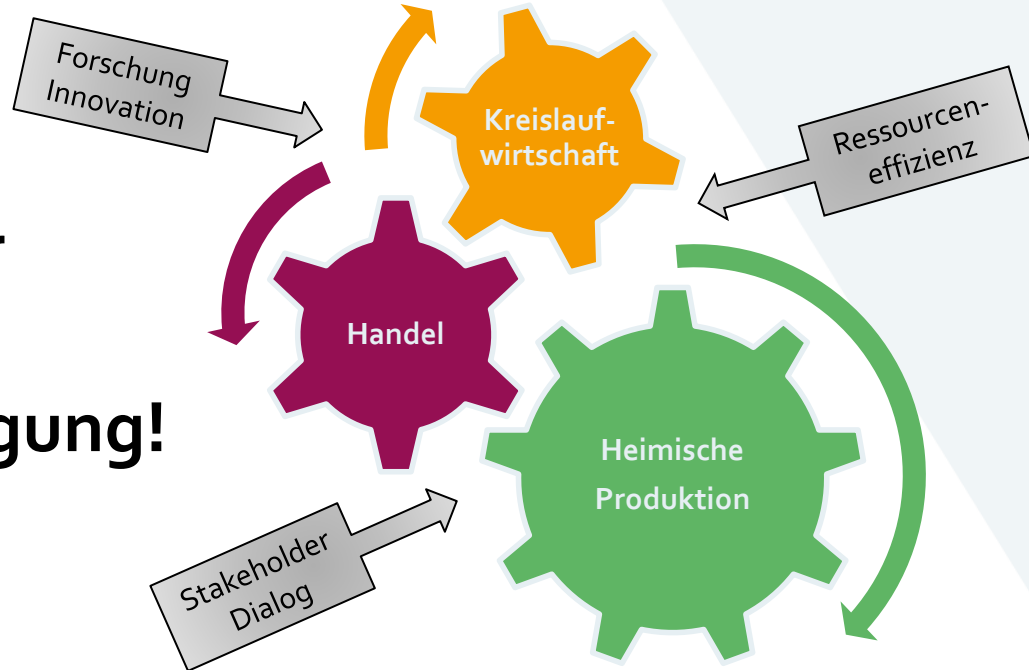 Forschung
Innovation
Kreislauf-
wirtschaft
Ressourcen-
effizienz
Handel
gung!
Heimische
Produktion
Stakeholder
Dialog